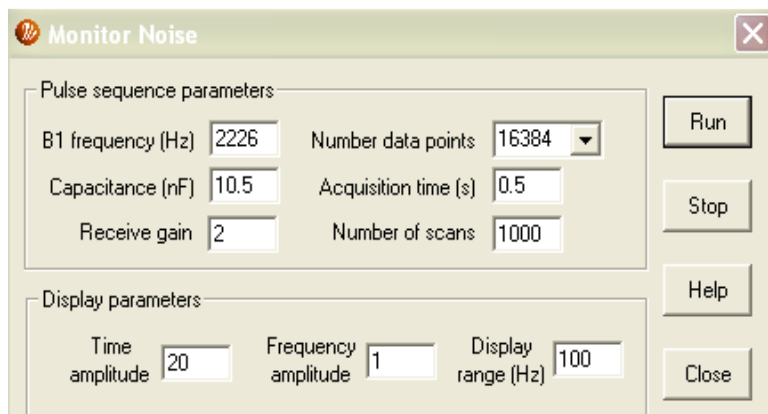 Monitor Noise
Pulse sequence parameters
B1 frequency (Hz) 2226 Number data points 16384
Capacitance (nF) 10.5 Acquisition time (s) 0.5
Receive gain 2 Number of scans 1000
Run
Stop
Help
Close
Display parameters
Time amplitude 20 Frequency amplitude 1 Display range (Hz) 100